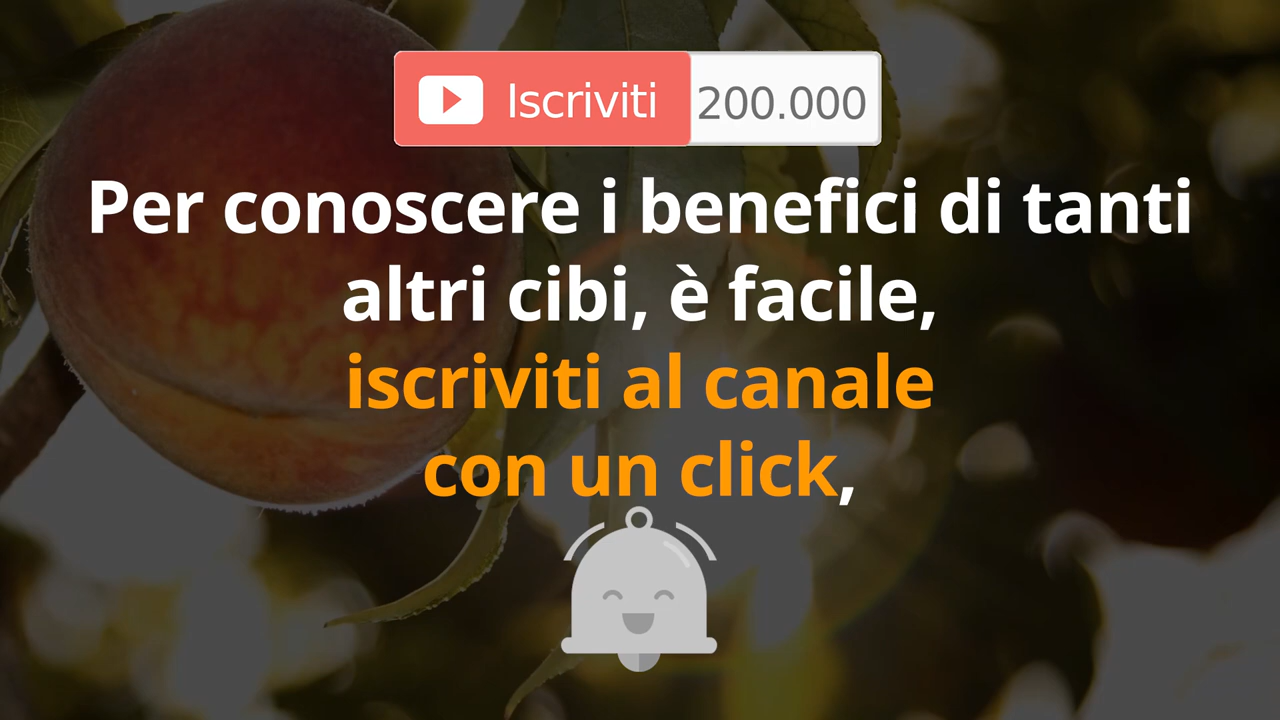 Iscriviti 200.000
Per conoscere i benefici di tanti
altri cibi, è facile,
iscriviti al canale
con un click,